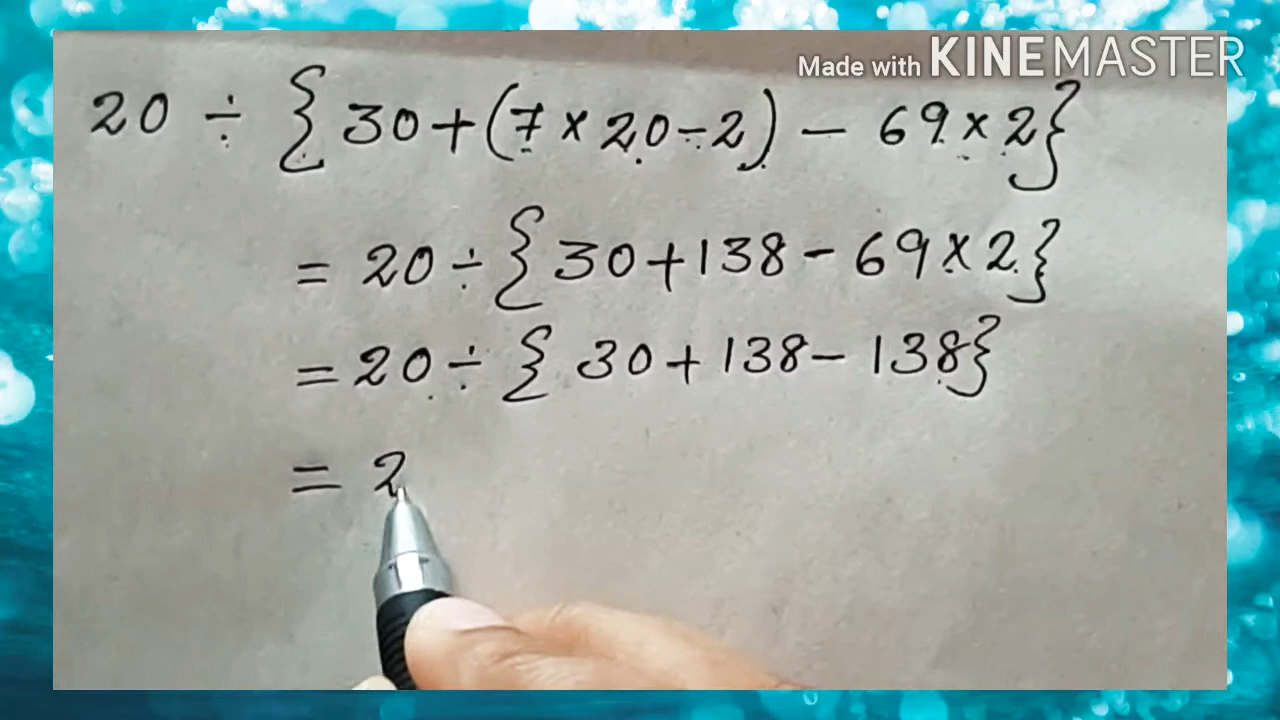 Made with KINEMASTER
20 ÷ { 30+(7×20-2) - 69×2}
= 20÷{30+138-69×2}
= 20÷{ 30+138-138}
= 2